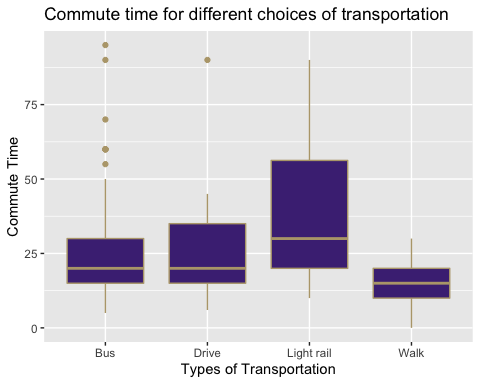 Commute time for different choices of transportation
Commute Time
75
50
25
0
Bus Drive Light rail Walk
Types of Transportation